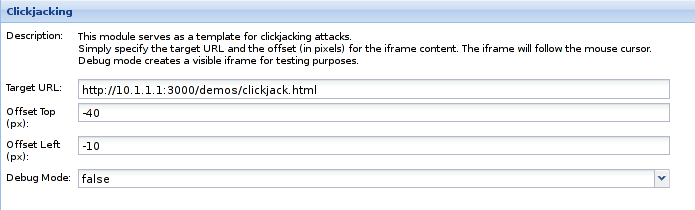 Clickjacking
Description: This module serves as a template for clickjacking attacks.
Simply specify the target URL and the offset (in pixels) for the iframe content. The iframe will follow the mouse cursor.
Debug mode creates a visible iframe for testing purposes.
Target URL: http://10.1.1.1:3000/demos/clickjack.html
Offset Top (px): -40
Offset Left (px): -10
Debug Mode: false